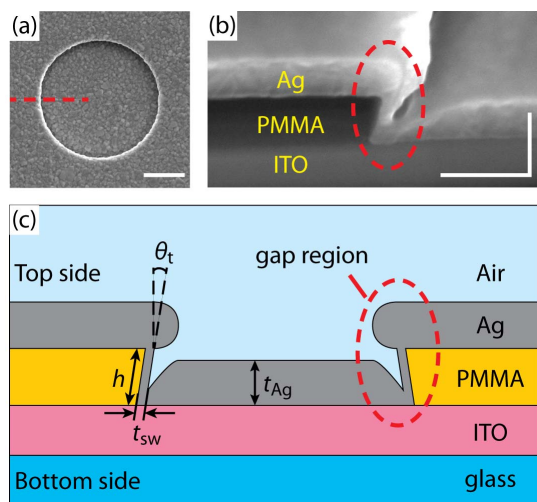 (a)
(b)
Ag
PMMA
ITO
(c)
θt
gap region
Top side
Air
Ag
h
tAg
PMMA
tsw
ITO
Bottom side
glass